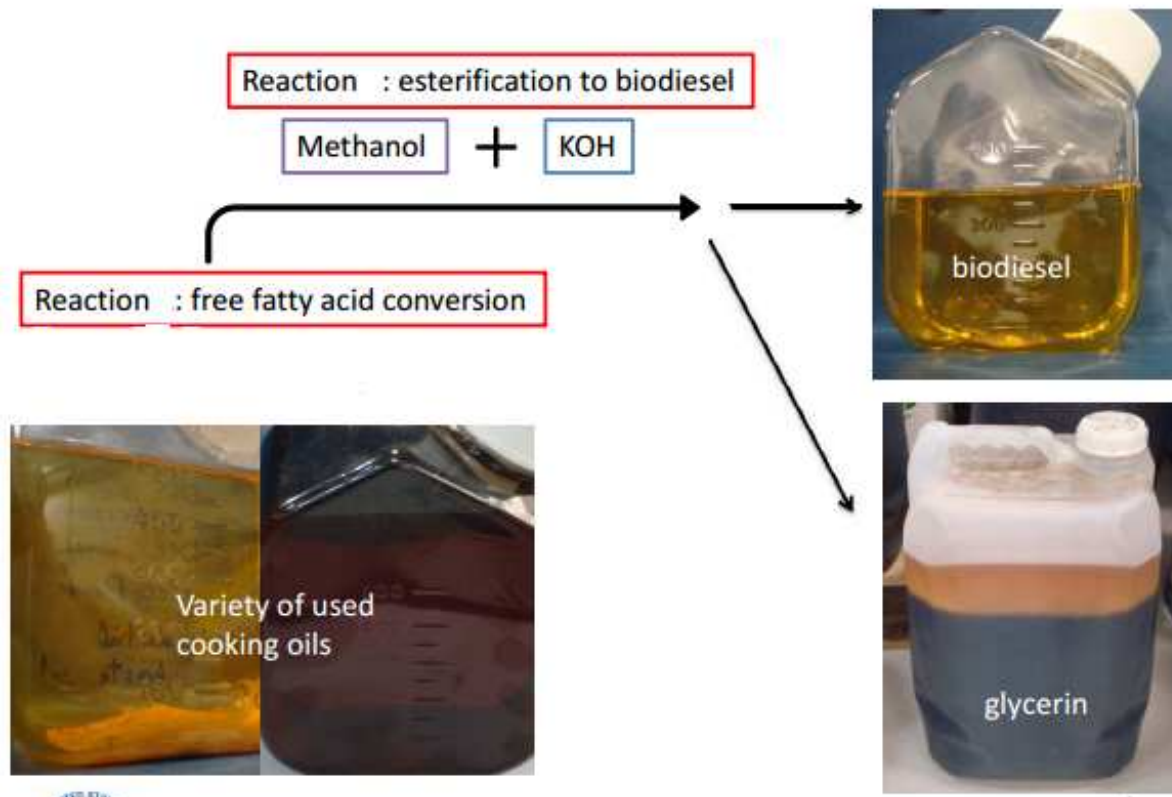 Reaction : esterification to biodiesel
Methanol + KOH
Reaction : free fatty acid conversion
biodiesel
Variety of used
cooking oils
glycerin